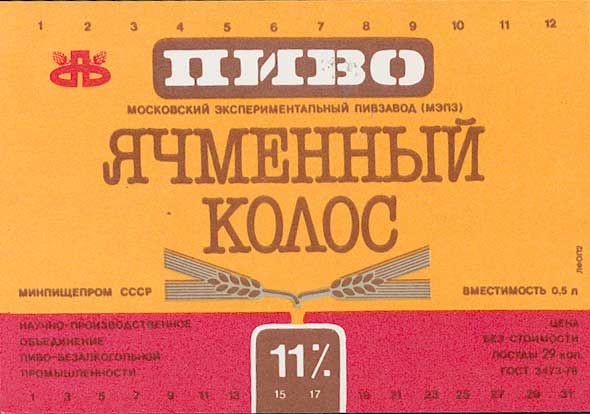 1 2 3 4 5 6 7 8 9 10 11 12
ПИВО
МОСКОВСКИЙ ЭКСПЕРИМЕНТАЛЬНЫЙ ПИВЗАВОД (МЭПЗ)
ЯЧМЕННЫЙ
КОЛОС
МИНПИЩЕПРОМ СССР
ВМЕСТИМОСТЬ 0,5 л
ЛФОП2
НАУЧНО-ПРОИЗВОДСТВЕННОЕ
ОБЪЕДИНЕНИЕ
ПИВО-БЕЗАЛКОГОЛЬНОЙ
ПРОМЫШЛЕННОСТИ
11%
ЦЕНА
БЕЗ СТОИМОСТИ
ПОСУДЫ 29 коп.
ГОСТ 3473-78
1 3 5 7 9 11 13 15 17 19 21 23 25 27 29 31